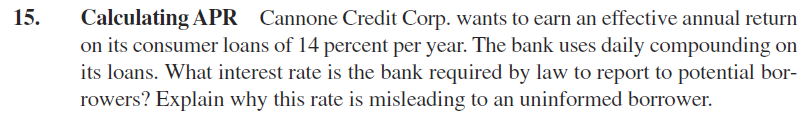 15. Calculating APR Cannone Credit Corp. wants to earn an effective annual return
on its consumer loans of 14 percent per year. The bank uses daily compounding on
its loans. What interest rate is the bank required by law to report to potential bor-
rowers? Explain why this rate is misleading to an uninformed borrower.